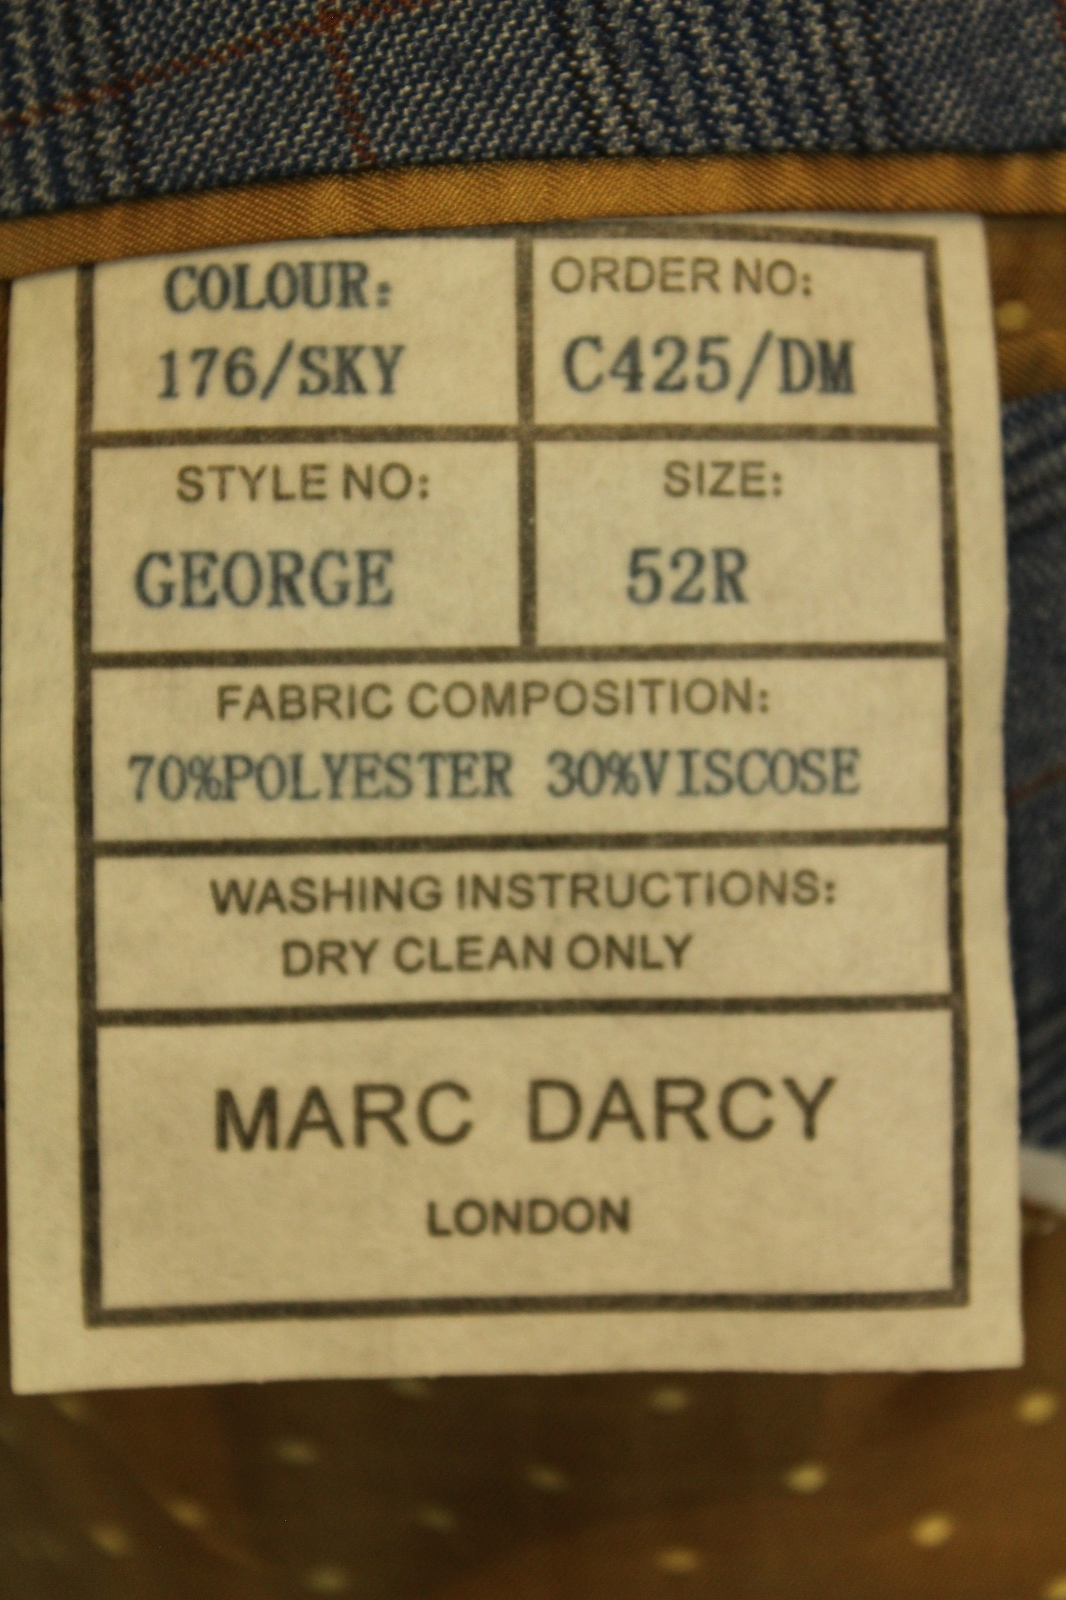 COLOUR:
176/SKY
ORDER NO:
C425/DM
STYLE NO:
GEORGE
SIZE:
52R
FABRIC COMPOSITION:
70%POLYESTER 30%VISCOSE
WASHING INSTRUCTIONS:
DRY CLEAN ONLY
MARC DARCY
LONDON